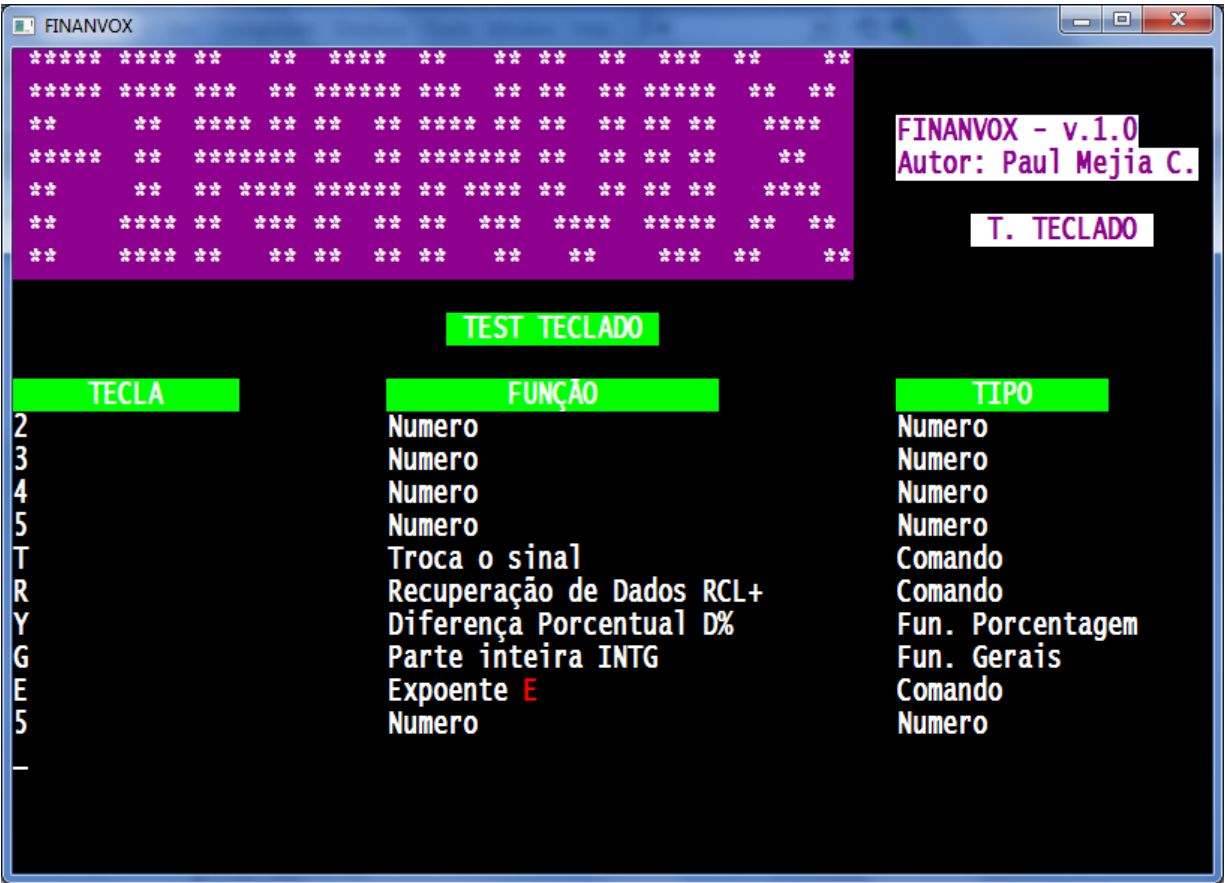 FINANVOX
***** **** **   **  ****  **   ** **  **  ***  **    **
***** **** ***  ** ****** ***  ** **  ** *****  **  **
**     **  **** ** **  ** **** ** **  ** ** **   ****
*****  **  ******* **  ** ******* **  ** ** **    **
**     **  ** **** ****** ** **** **  ** ** **   ****
**    **** **  *** **  ** **  ***  ****  *****  **  **
**    **** **   ** **  ** **   **   **    ***  **    **
FINANVOX - v.1.0
Autor: Paul Mejia C.
T. TECLADO
TEST TECLADO
TECLA FUNÇÃO TIPO
2 Numero Numero
3 Numero Numero
4 Numero Numero
5 Numero Numero
T Troca o sinal Comando
R Recuperação de Dados RCL+ Comando
Y Diferença Porcentual D% Fun. Porcentagem
G Parte inteira INTG Fun. Gerais
E Expoente E Comando
5 Numero Numero
_